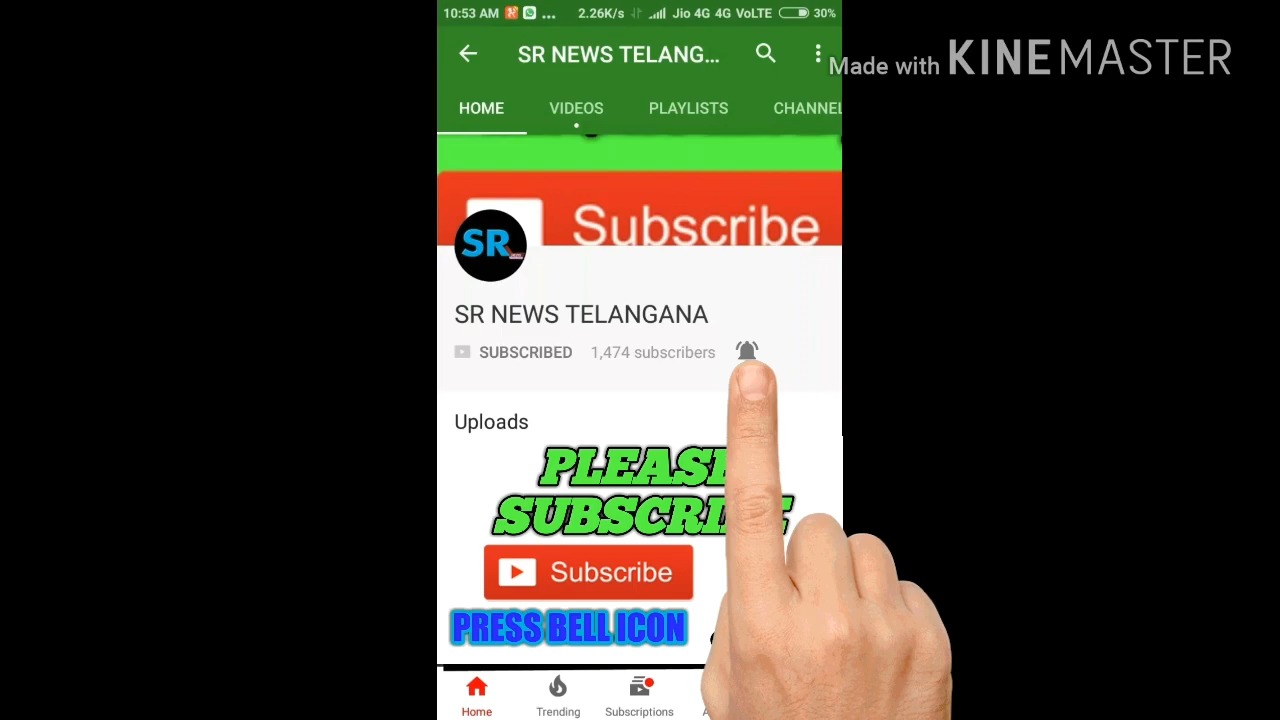 10:53 AM ... 2.26K/s Jio 4G 4G VoLTE 30%
SR NEWS TELANG...
Made with KINEMASTER
HOME VIDEOS PLAYLISTS CHANNEL
Subscribe
SR
SR NEWS TELANGANA
SUBSCRIBED 1,474 subscribers
Uploads
PLEASE
SUBSCRIBE
Subscribe
PRESS BELL ICON
Home Trending Subscriptions